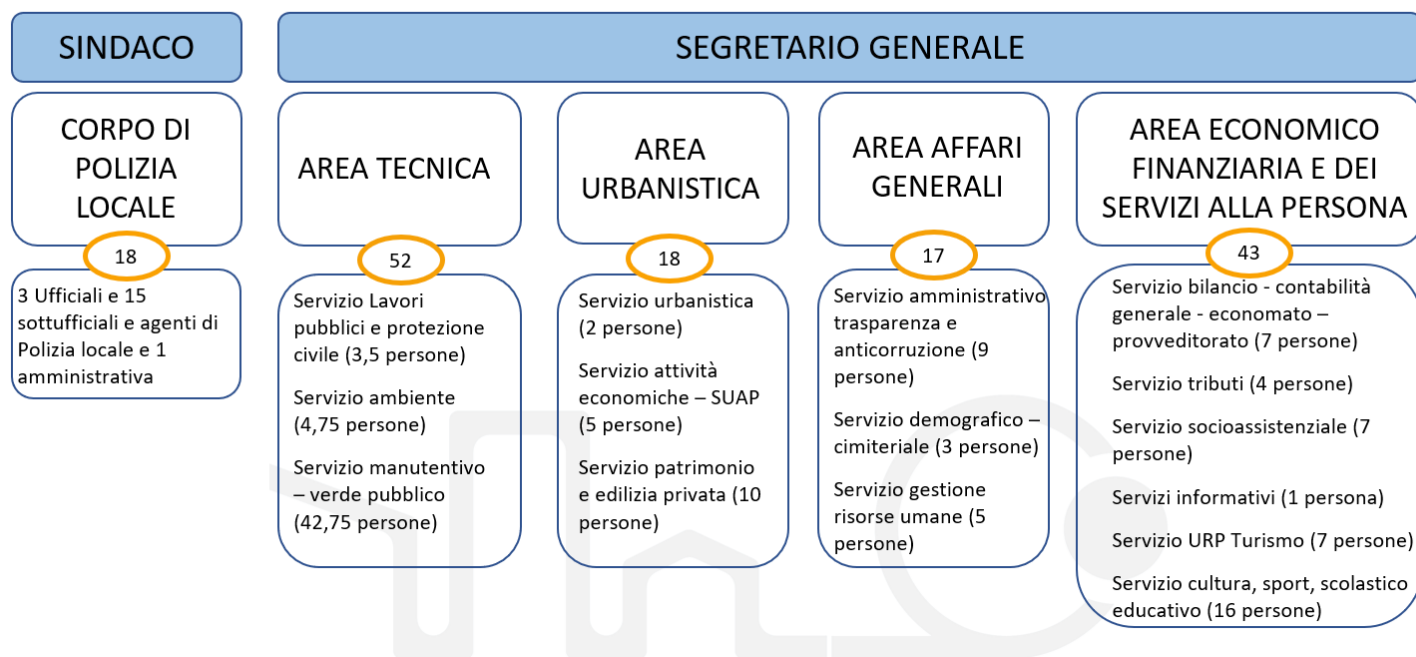 SINDACO
SEGRETARIO GENERALE
CORPO DI
POLIZIA
LOCALE
18
3 Ufficiali e 15
sottufficiali e agenti di
Polizia locale e 1
amministrativa
AREA TECNICA
52
Servizio Lavori
pubblici e protezione
civile (3,5 persone)
Servizio ambiente
(4,75 persone)
Servizio manutentivo
– verde pubblico
(42,75 persone)
AREA
URBANISTICA
18
Servizio urbanistica
(2 persone)
Servizio attività
economiche – SUAP
(5 persone)
Servizio patrimonio
e edilizia privata (10
persone)
AREA AFFARI
GENERALI
17
Servizio amministrativo
trasparenza e
anticorruzione (9
persone)
Servizio demografico –
cimiteriale (3 persone)
Servizio gestione
risorse umane (5
persone)
AREA ECONOMICO
FINANZIARIA E DEI
SERVIZI ALLA PERSONA
43
Servizio bilancio - contabilità
generale - economato –
provveditorato (7 persone)
Servizio tributi (4 persone)
Servizio socioassistenziale (7
persone)
Servizi informativi (1 persona)
Servizio URP Turismo (7 persone)
Servizio cultura, sport, scolastico
educativo (16 persone)